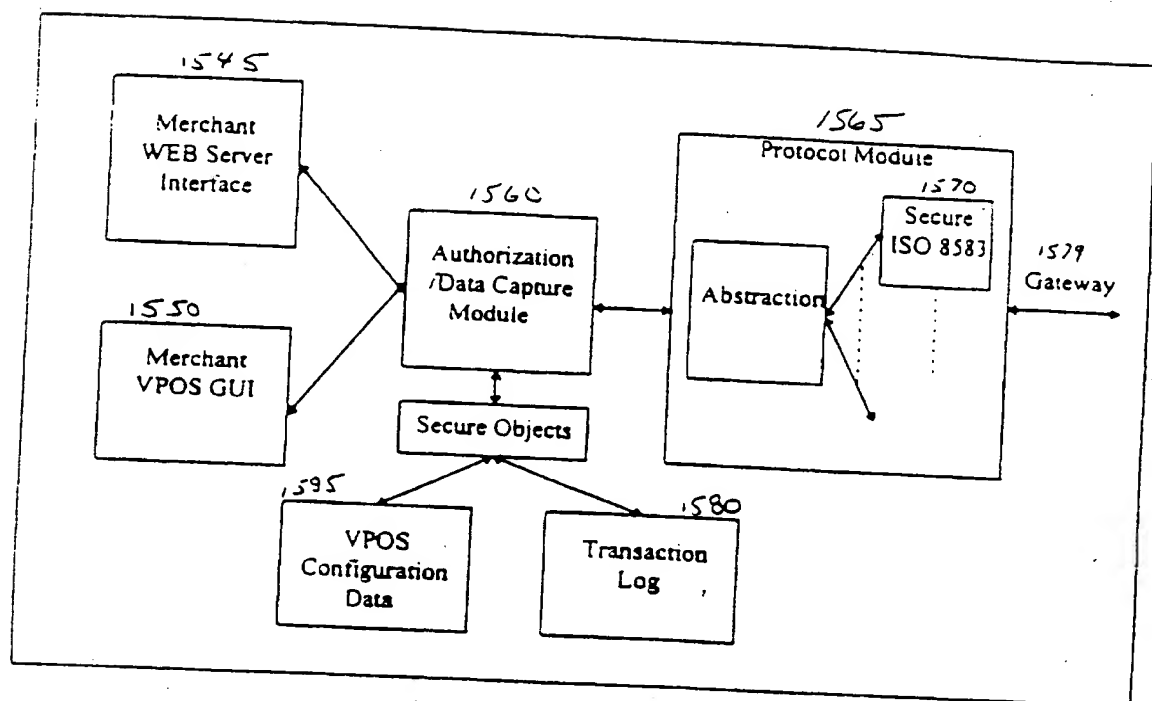 1545
Merchant
WEB Server
Interface
1550
Merchant
VPOS GUI
1560
Authorization
/Data Capture
Module
Secure Objects
1595
VPOS
Configuration
Data
1580
Transaction
Log
1565
Protocol Module
Abstraction
1570
Secure
ISO 8583
1579
Gateway